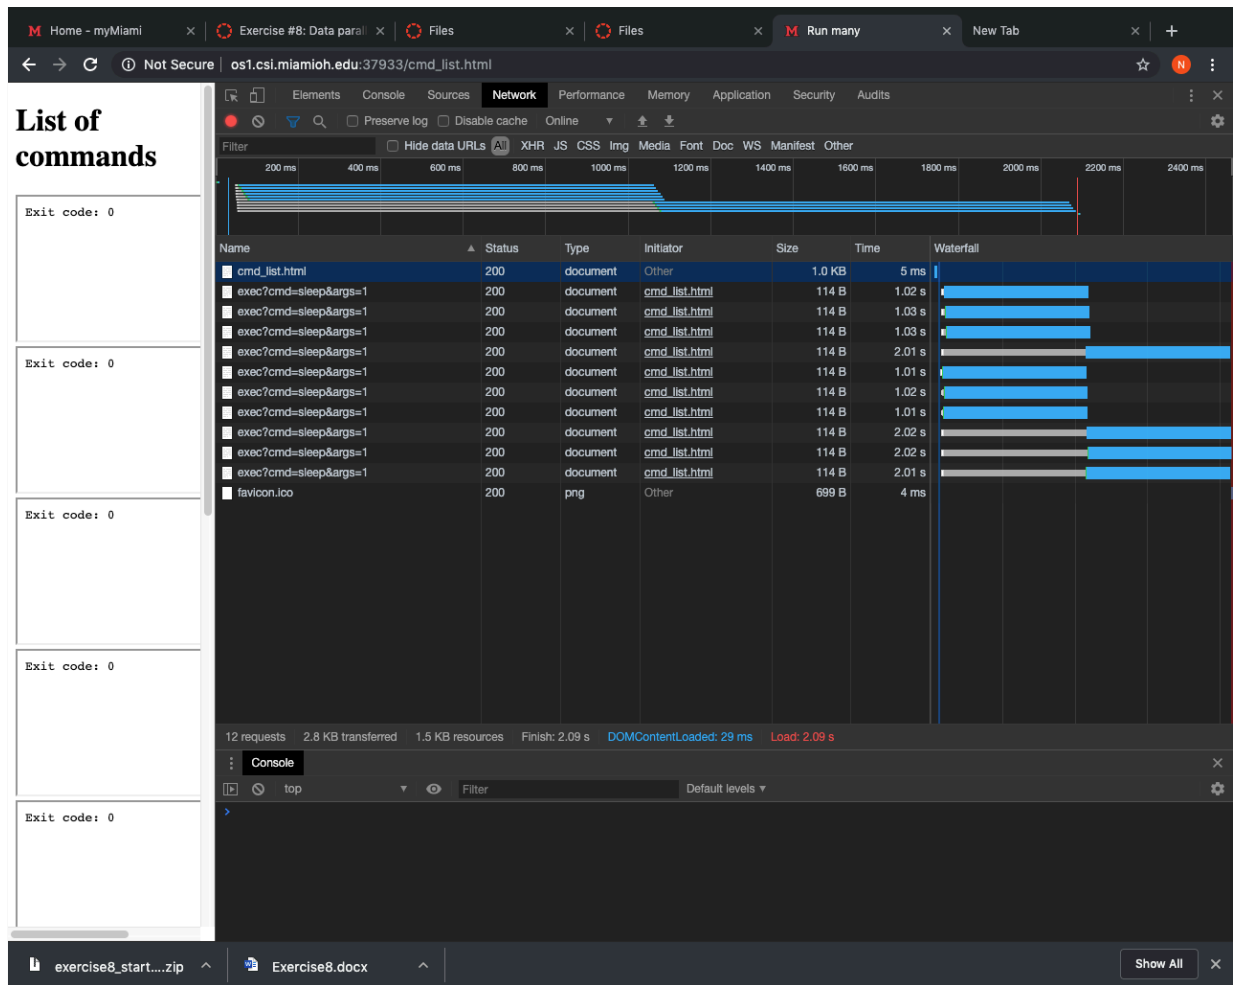 Home - myMiami
Exercise #8: Data parall
Files
Files
Run many
New Tab
Not Secure | os1.csi.miamioh.edu:37933/cmd_list.html
N
List of
commands
Exit code: 0
Exit code: 0
Exit code: 0
Exit code: 0
Exit code: 0
Elements Console Sources Network Performance Memory Application Security Audits
Preserve log Disable cache Online
Filter Hide data URLs All XHR JS CSS Img Media Font Doc WS Manifest Other
200 ms 400 ms 600 ms 800 ms 1000 ms 1200 ms 1400 ms 1600 ms 1800 ms 2000 ms 2200 ms 2400 ms
Name Status Type Initiator Size Time Waterfall
cmd_list.html 200 document Other 1.0 KB 5 ms
exec?cmd=sleep&args=1 200 document cmd_list.html 114 B 1.02 s
exec?cmd=sleep&args=1 200 document cmd_list.html 114 B 1.03 s
exec?cmd=sleep&args=1 200 document cmd_list.html 114 B 1.03 s
exec?cmd=sleep&args=1 200 document cmd_list.html 114 B 2.01 s
exec?cmd=sleep&args=1 200 document cmd_list.html 114 B 1.01 s
exec?cmd=sleep&args=1 200 document cmd_list.html 114 B 1.02 s
exec?cmd=sleep&args=1 200 document cmd_list.html 114 B 1.01 s
exec?cmd=sleep&args=1 200 document cmd_list.html 114 B 2.02 s
exec?cmd=sleep&args=1 200 document cmd_list.html 114 B 2.02 s
exec?cmd=sleep&args=1 200 document cmd_list.html 114 B 2.01 s
favicon.ico 200 png Other 699 B 4 ms
12 requests 2.8 KB transferred 1.5 KB resources Finish: 2.09 s DOMContentLoaded: 29 ms Load: 2.09 s
Console
top Filter Default levels
exercise8_start....zip
Exercise8.docx
Show All